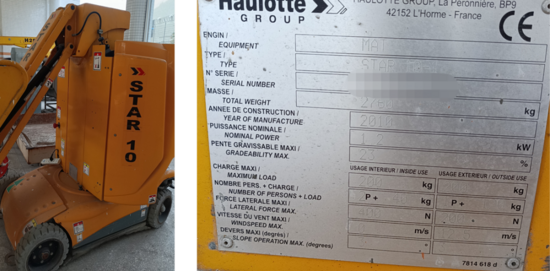 STAR 10
Haulotte
GROUP
HAULOTTE GROUP, La Péronnière, BP9
42152 L'Horme - France
CE
ENGIN /
EQUIPMENT
TYPE /
TYPE
N° SERIE /
SERIAL NUMBER
MASSE /
TOTAL WEIGHT
kg
ANNÉE DE CONSTRUCTION /
YEAR OF MANUFACTURE
PUISSANCE NOMINALE /
NOMINAL POWER
kW
PENTE GRAVISSABLE MAXI /
GRADEABILITY MAX.
%
USAGE INTERIEUR / INSIDE USE
USAGE EXTERIEUR / OUTSIDE USE
CHARGE MAXI /
MAXIMUM LOAD
kg
kg
NOMBRE PERS. + CHARGE /
NUMBER OF PERSONS + LOAD
P +
kg
P +
kg
FORCE LATERALE MAXI /
LATERAL FORCE MAX.
N
N
VITESSE DU VENT MAXI /
WINDSPEED MAX.
m/s
m/s
DEVERS MAXI (degrés) /
SLOPE OPERATION MAX. (degrees)
°
°
7814 618 d